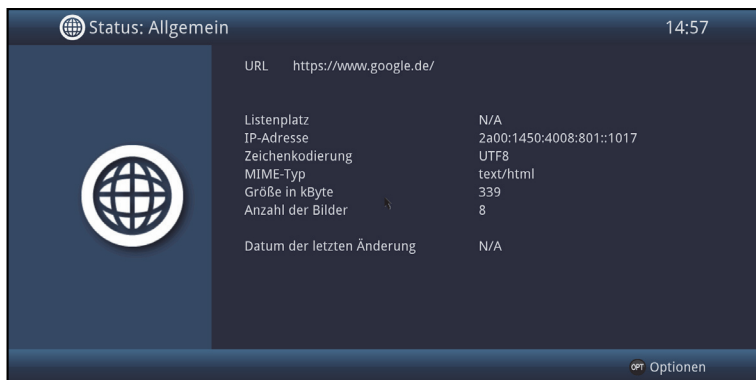 Status: Allgemein 14:57
URL https://www.google.de/
Listenplatz N/A
IP-Adresse 2a00:1450:4008:801::1017
Zeichenkodierung UTF8
MIME-Typ text/html
Größe in kByte 339
Anzahl der Bilder 8
Datum der letzten Änderung N/A
OPT Optionen